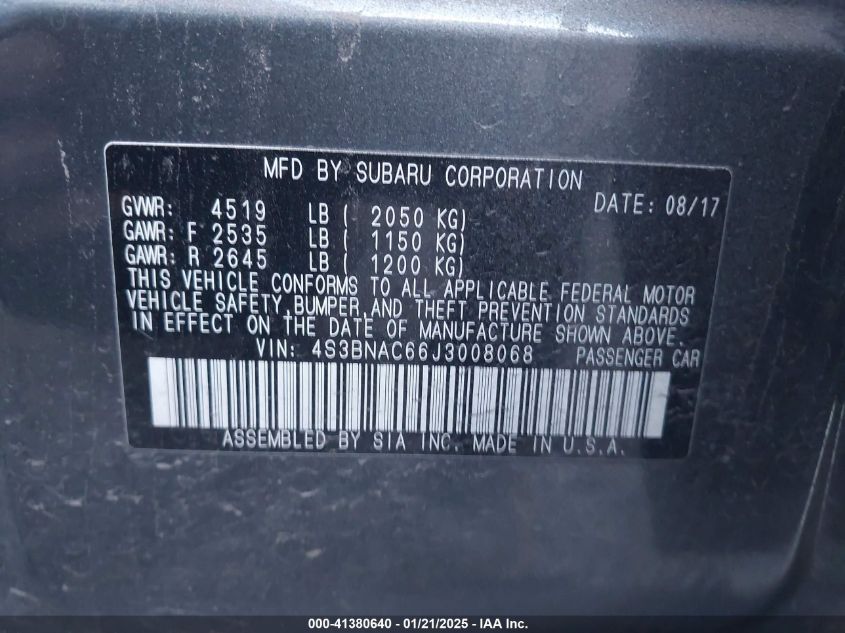 MFD BY SUBARU CORPORATION
DATE: 08/17
GVWR: 4519 LB ( 2050 KG)
GAWR: F 2535 LB ( 1150 KG)
GAWR: R 2645 LB ( 1200 KG)
THIS VEHICLE CONFORMS TO ALL APPLICABLE FEDERAL MOTOR
VEHICLE SAFETY, BUMPER, AND THEFT PREVENTION STANDARDS
IN EFFECT ON THE DATE OF MANUFACTURE SHOWN ABOVE.
VIN: 4S3BNAC66J3008068 PASSENGER CAR
ASSEMBLED BY SIA INC. MADE IN U.S.A.
000-41380640 - 01/21/2025 - IAA Inc.